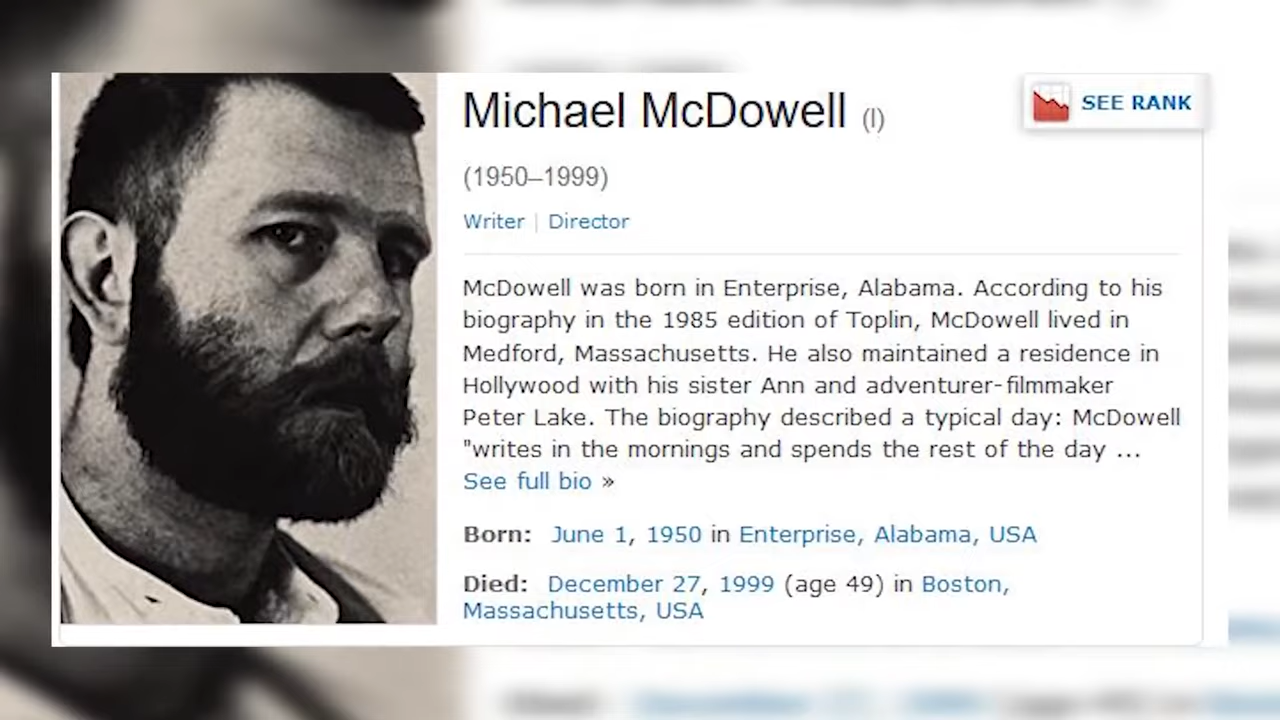 Michael McDowell (I)
SEE RANK
(1950–1999)
Writer | Director
McDowell was born in Enterprise, Alabama. According to his
biography in the 1985 edition of Toplin, McDowell lived in
Medford, Massachusetts. He also maintained a residence in
Hollywood with his sister Ann and adventurer-filmmaker
Peter Lake. The biography described a typical day: McDowell
"writes in the mornings and spends the rest of the day ...
See full bio »
Born: June 1, 1950 in Enterprise, Alabama, USA
Died: December 27, 1999 (age 49) in Boston,
Massachusetts, USA